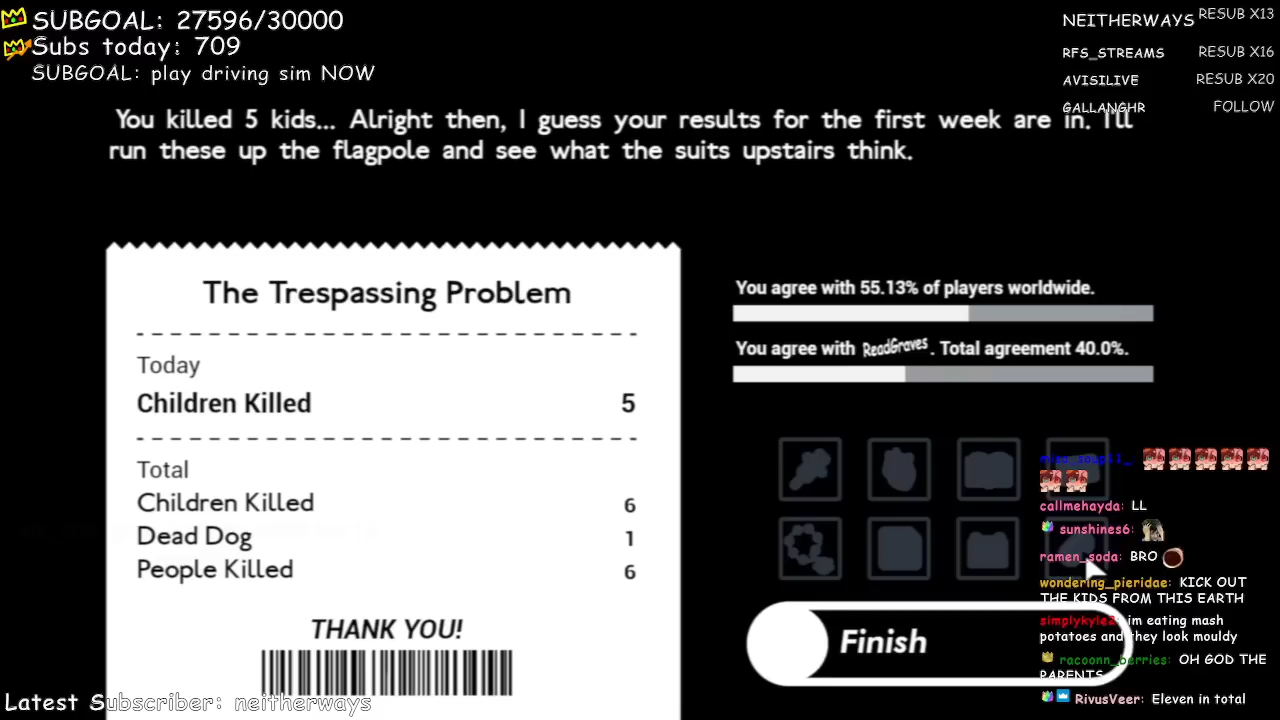 SUBGOAL: 27596/30000
Subs today: 709
SUBGOAL: play driving sim NOW
NEITHERWAYS RESUB X13
RFS_STREAMS RESUB X16
AVISILIVE RESUB X20
GALLANGHR FOLLOW
You killed 5 kids... Alright then, I guess your results for the first week are in. I'll
run these up the flagpole and see what the suits upstairs think.
The Trespassing Problem
Today
Children Killed 5
Total
Children Killed 6
Dead Dog 1
People Killed 6
THANK YOU!
You agree with 55.13% of players worldwide.
You agree with ReadGraves. Total agreement 40.0%.
Finish
callmehayda: LL
sunshines6:
ramen_soda: BRO
wondering_pieridae: KICK OUT
THE KIDS FROM THIS EARTH
simplykyle2: im eating mash
potatoes and they look mouldy
racoonn_berries: OH GOD THE
PARENTS
RivusVeer: Eleven in total
Latest Subscriber: neitherways